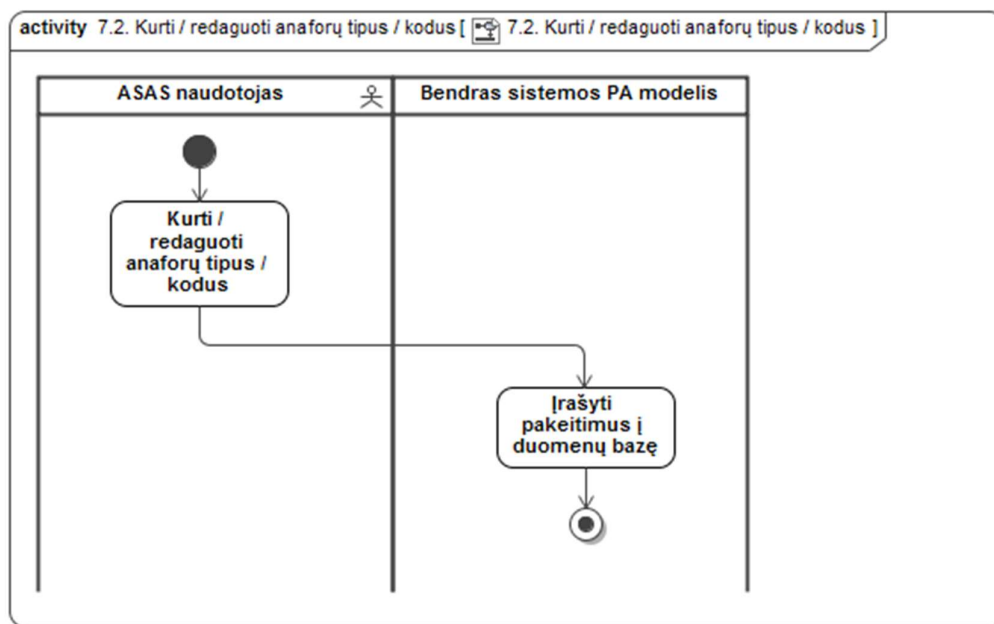 activity 7.2. Kurti / redaguoti anaforų tipus / kodus [ 7.2. Kurti / redaguoti anaforų tipus / kodus ]
ASAS naudotojas
Bendras sistemos PA modelis
Kurti /
redaguoti
anaforų tipus /
kodus
Įrašyti
pakeitimus į
duomenų bazę